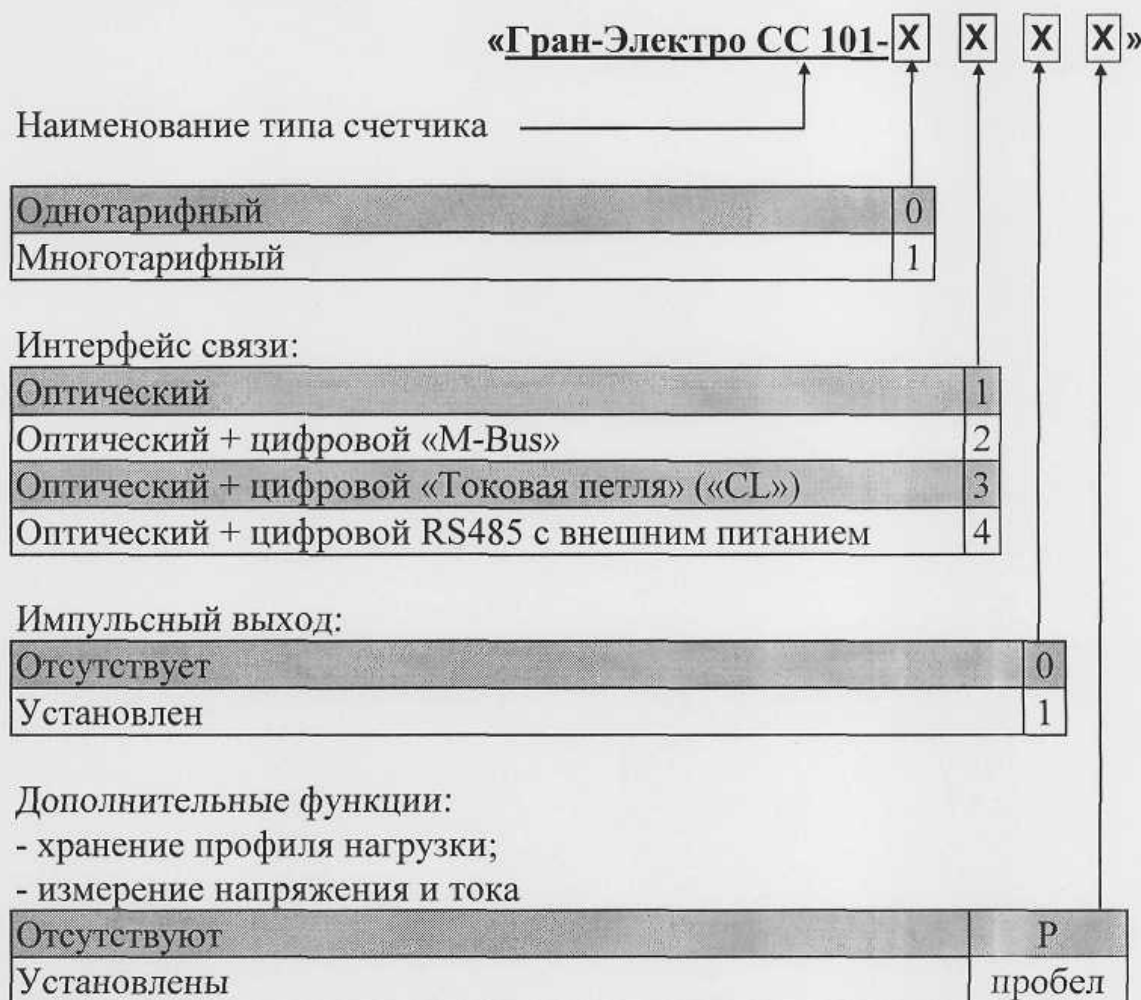 «Гран-Электро СС 101-X X X X»
Наименование типа счетчика
Однотарифный 0
Многотарифный 1
Интерфейс связи:
Оптический 1
Оптический + цифровой «M-Bus» 2
Оптический + цифровой «Токовая петля» («CL») 3
Оптический + цифровой RS485 с внешним питанием 4
Импульсный выход:
Отсутствует 0
Установлен 1
Дополнительные функции:
- хранение профиля нагрузки;
- измерение напряжения и тока
Отсутствуют Р
Установлены пробел